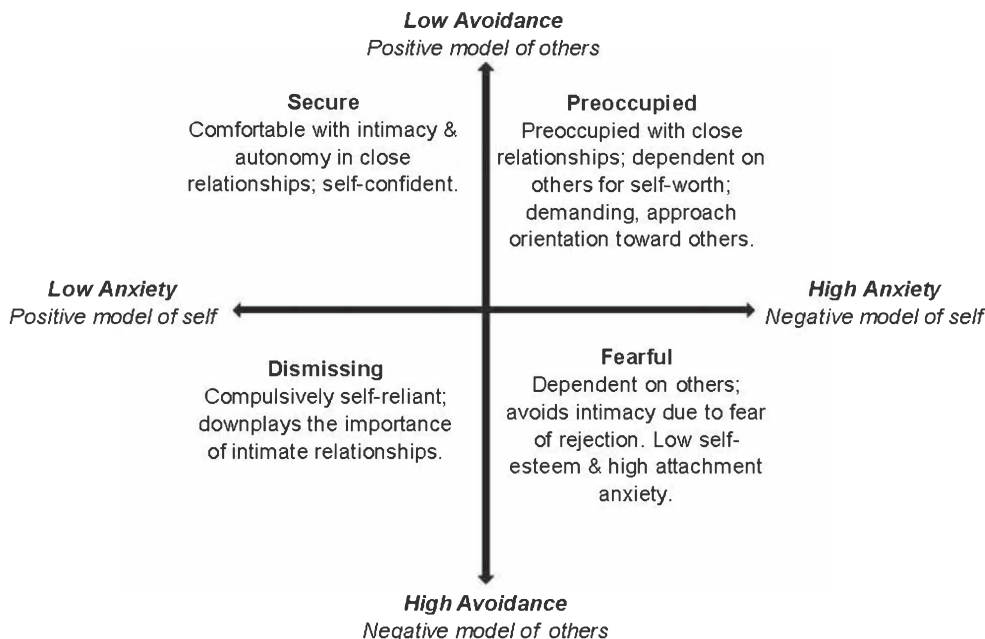 Low Avoidance
Positive model of others
Secure
Comfortable with intimacy &
autonomy in close
relationships; self-confident.
Preoccupied
Preoccupied with close
relationships; dependent on
others for self-worth;
demanding, approach
orientation toward others.
Low Anxiety
Positive model of self
High Anxiety
Negative model of self
Dismissing
Compulsively self-reliant;
downplays the importance
of intimate relationships.
Fearful
Dependent on others;
avoids intimacy due to fear
of rejection. Low self-
esteem & high attachment
anxiety.
High Avoidance
Negative model of others